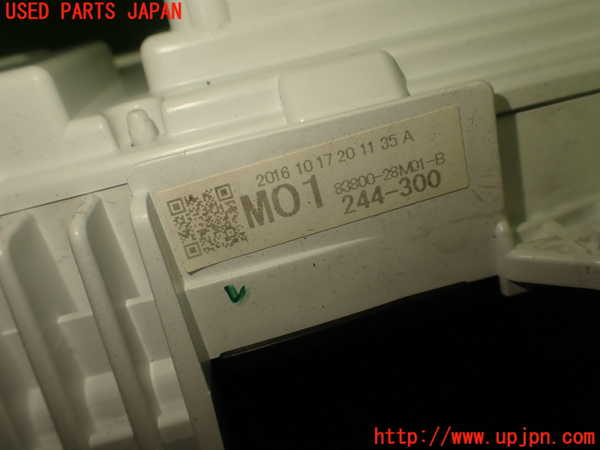 USED PARTS JAPAN
2016 10 17 20 11 35 A
M01 83800-28M01-B
244-300
http://www.upjpn.com/